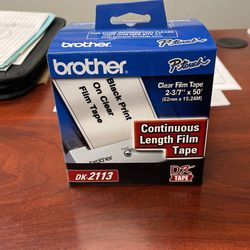 brother
P-touch
Clear Film Tape
2-3/7" x 50'
(62mm x 15.24M)
Black Print
On Clear
Film Tape
Continuous
Length Film
Tape
brother
DK
TAPE
DK-2113